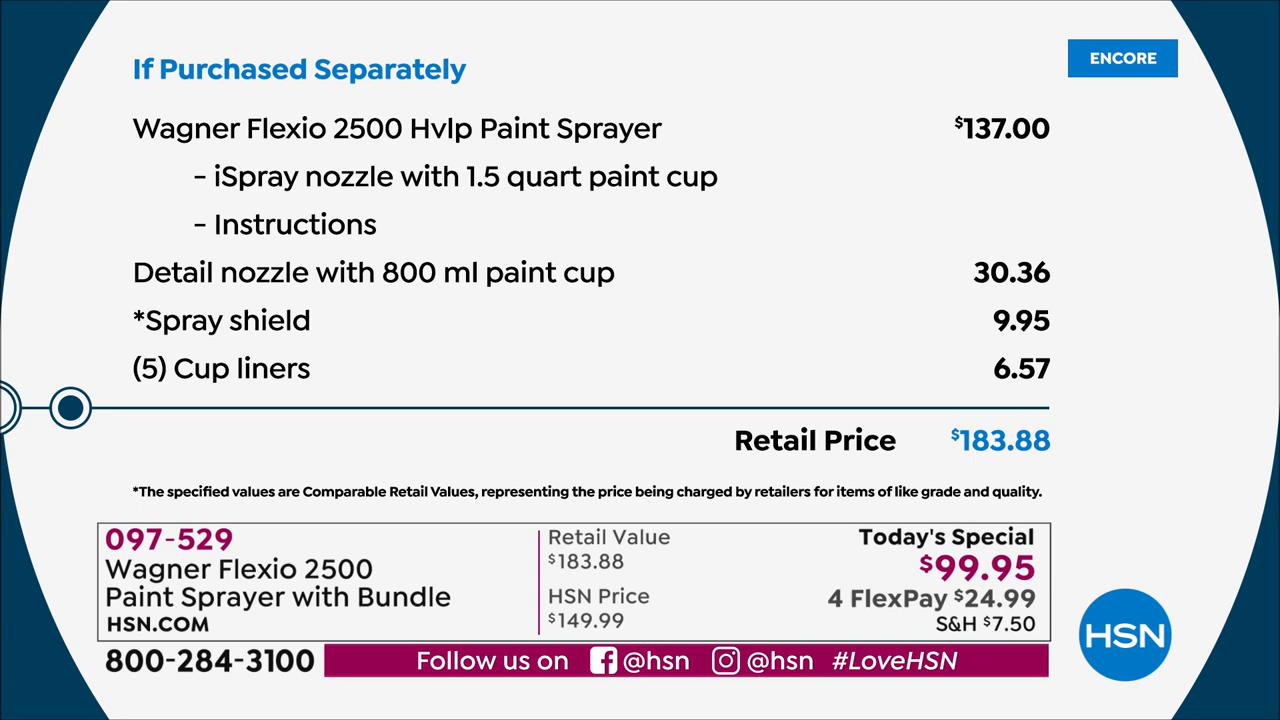 If Purchased Separately
ENCORE
Wagner Flexio 2500 Hvlp Paint Sprayer $137.00
- iSpray nozzle with 1.5 quart paint cup
- Instructions
Detail nozzle with 800 ml paint cup 30.36
*Spray shield 9.95
(5) Cup liners 6.57
Retail Price $183.88
*The specified values are Comparable Retail Values, representing the price being charged by retailers for items of like grade and quality.
097-529
Wagner Flexio 2500
Paint Sprayer with Bundle
HSN.COM
Retail Value
$183.88
HSN Price
$149.99
Today's Special
$99.95
4 FlexPay $24.99
S&H $7.50
HSN
800-284-3100
Follow us on @hsn @hsn #LoveHSN